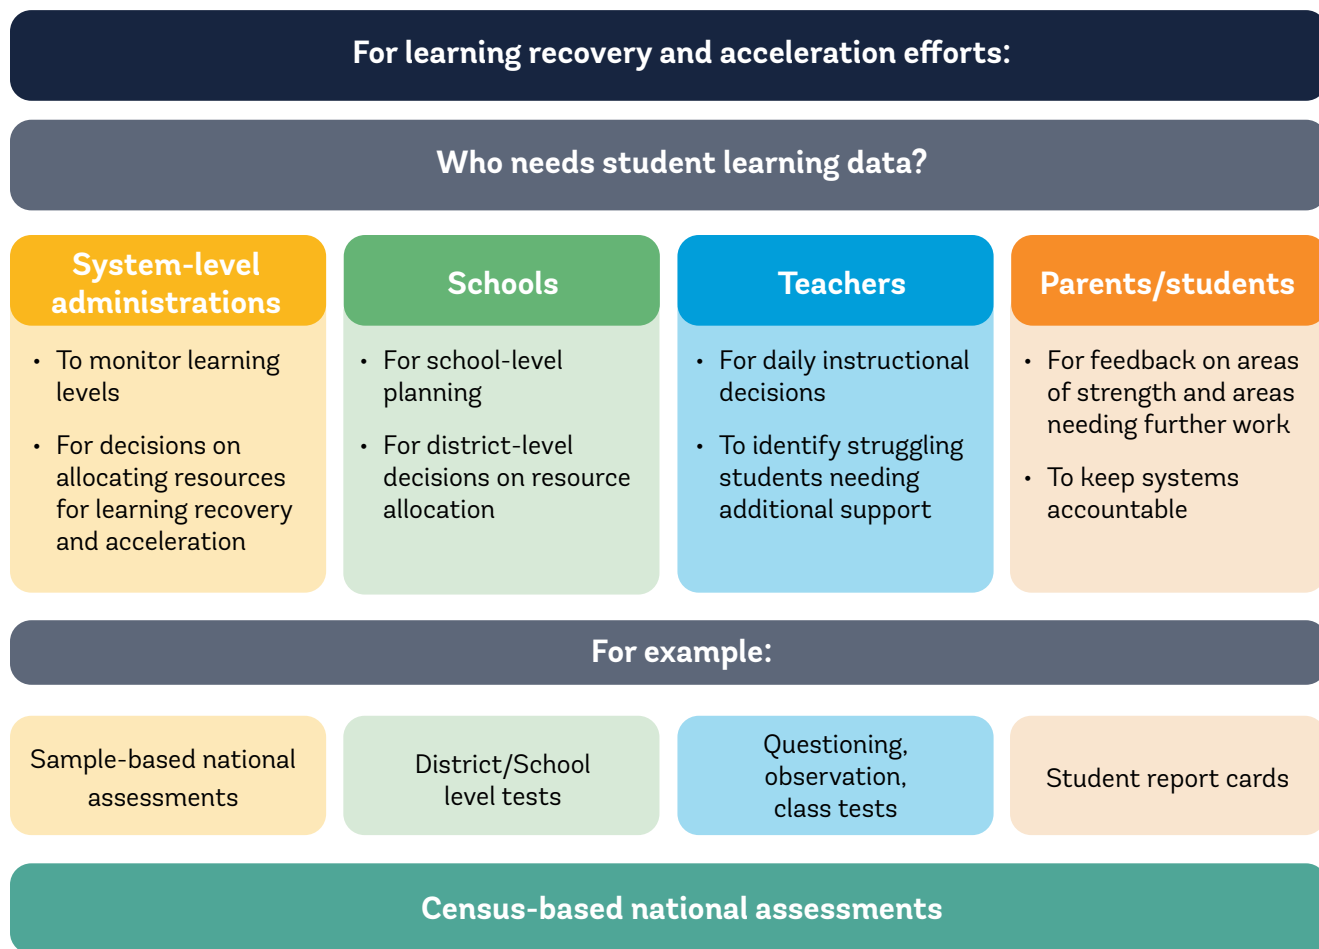 For learning recovery and acceleration efforts:
Who needs student learning data?
System-level
administrations
• To monitor learning
levels
• For decisions on
allocating resources
for learning recovery
and acceleration
Schools
• For school-level
planning
• For district-level
decisions on resource
allocation
Teachers
• For daily instructional
decisions
• To identify struggling
students needing
additional support
Parents/students
• For feedback on areas
of strength and areas
needing further work
• To keep systems
accountable
For example:
Sample-based national
assessments
District/School
level tests
Questioning,
observation,
class tests
Student report cards
Census-based national assessments